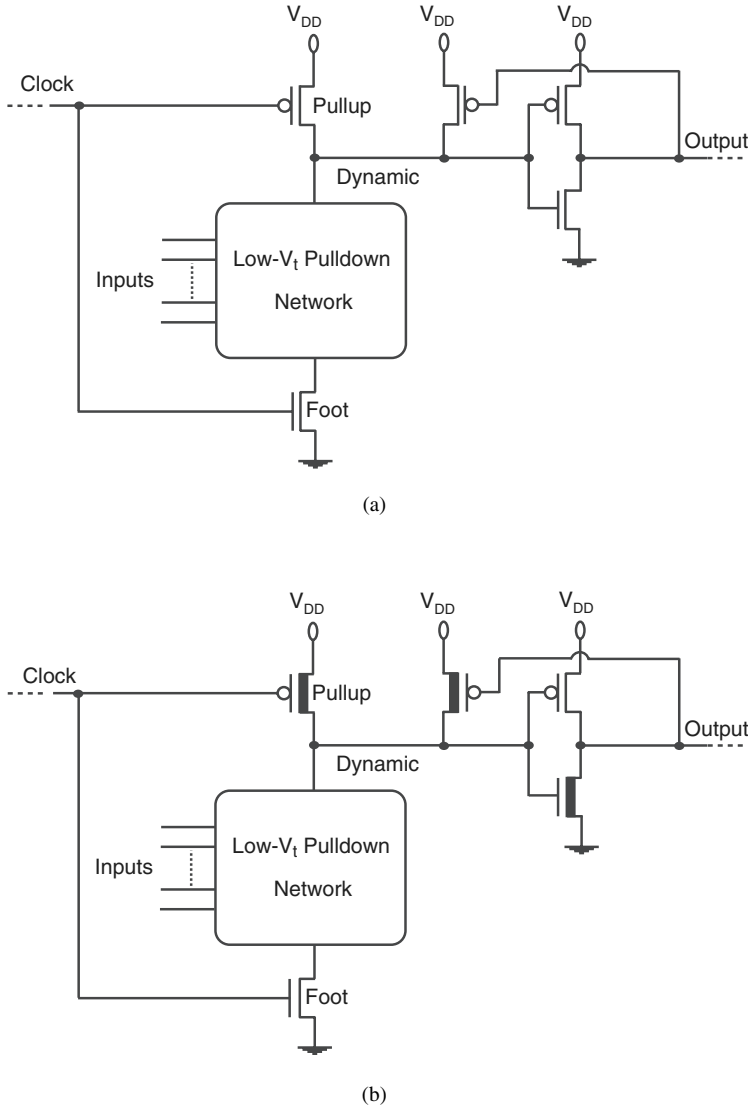 V_DD V_DD V_DD
Clock
Pullup
Output
Dynamic
Low-V_t Pulldown
Inputs
Network
Foot
(a)
V_DD V_DD V_DD
Clock
Pullup
Output
Dynamic
Low-V_t Pulldown
Inputs
Network
Foot
(b)